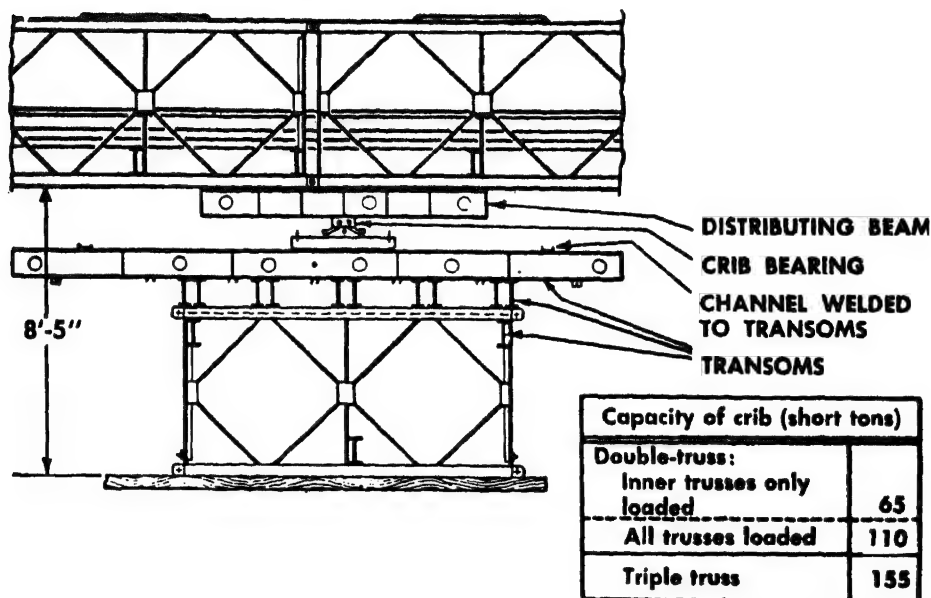 DISTRIBUTING BEAM
CRIB BEARING
CHANNEL WELDED
TO TRANSOMS
TRANSOMS
8'-5"
Capacity of crib (short tons)
Double-truss:
Inner trusses only
loaded 65
All trusses loaded 110
Triple truss 155